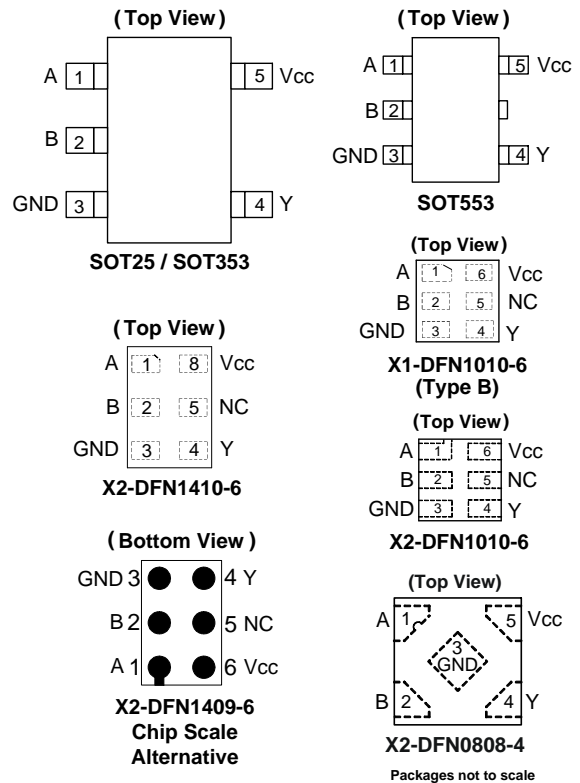 (Top View)
A 1 5 Vcc
B 2
GND 3 4 Y
SOT25 / SOT353
(Top View)
A 1 5 Vcc
B 2
GND 3 4 Y
SOT553
(Top View)
A 1 6 Vcc
B 2 5 NC
GND 3 4 Y
X1-DFN1010-6
(Type B)
(Top View)
A 1 8 Vcc
B 2 5 NC
GND 3 4 Y
X2-DFN1410-6
(Top View)
A 1 6 Vcc
B 2 5 NC
GND 3 4 Y
X2-DFN1010-6
(Bottom View)
GND 3 4 Y
B 2 5 NC
A 1 6 Vcc
X2-DFN1409-6
Chip Scale
Alternative
(Top View)
A 1 5 Vcc
3
GND
B 2 4 Y
X2-DFN0808-4
Packages not to scale